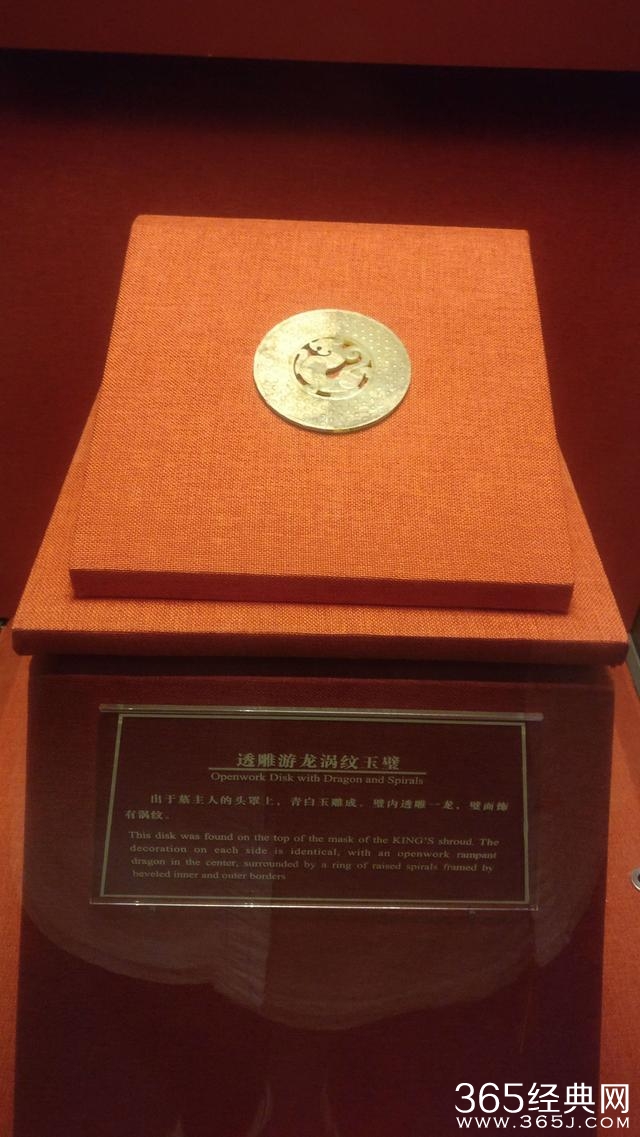 透雕游龙涡纹玉璧
Openwork Disk with Dragon and Spirals
出于墓主人的头罩上，青白玉雕成。璧内透雕一龙，璧面饰
有涡纹。
This disk was found on the top of the mask of the KING'S shroud. The
decoration on each side is identical, with an openwork rampant
dragon in the center, surrounded by a ring of raised spirals framed by
beveled inner and outer borders
365经典网
WWW.365J.COM